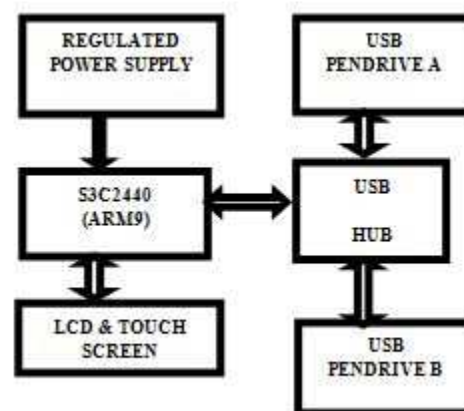 REGULATED
POWER SUPPLY
USB
PENDRIVE A
S3C2440
(ARM9)
USB
HUB
LCD & TOUCH
SCREEN
USB
PENDRIVE B